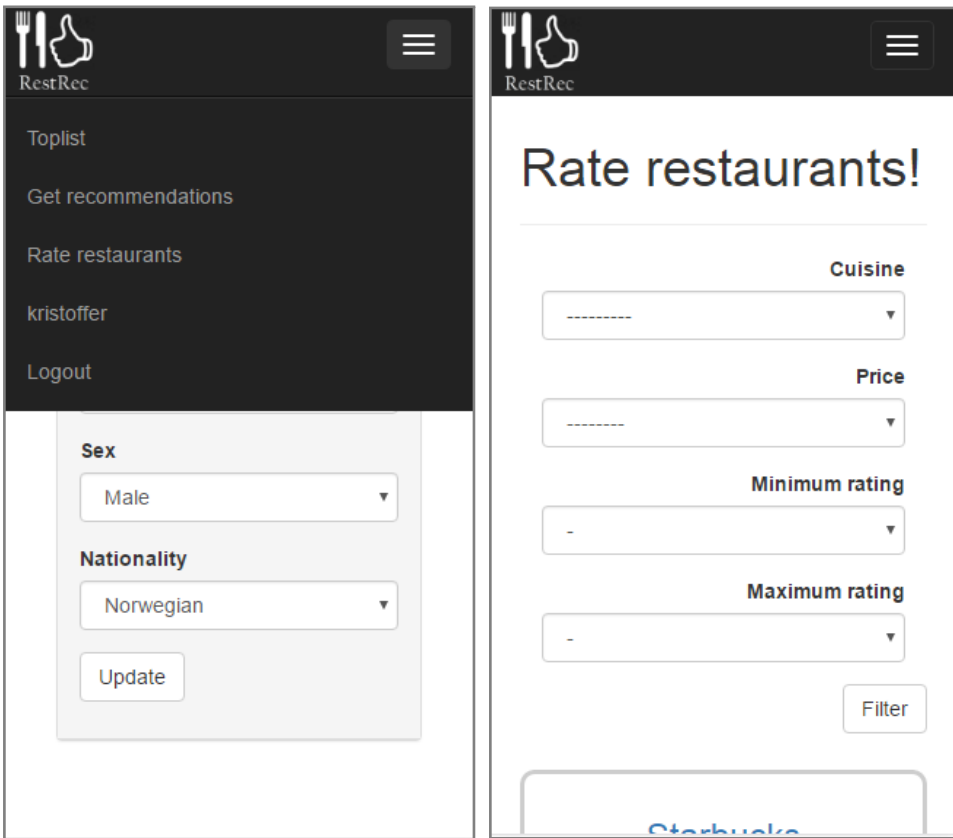 RestRec
Toplist
Get recommendations
Rate restaurants
kristoffer
Logout
Sex
Male
Nationality
Norwegian
Update
RestRec
Rate restaurants!
Cuisine
---------
Price
--------
Minimum rating
-
Maximum rating
-
Filter
Starbucks